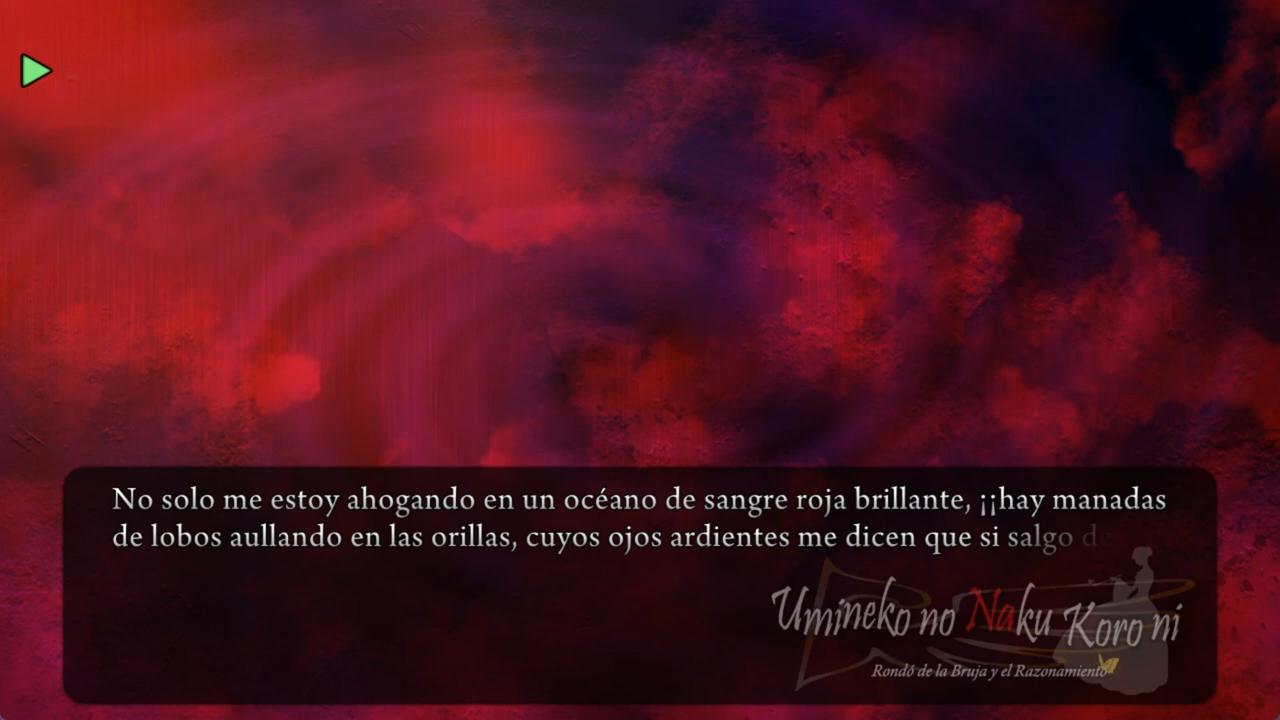 No solo me estoy ahogando en un océano de sangre roja brillante, ¡¡hay manadas
de lobos aullando en las orillas, cuyos ojos ardientes me dicen que si salgo de
Umineko no Naku Koro ni
Rondó de la Bruja y el Razonamiento